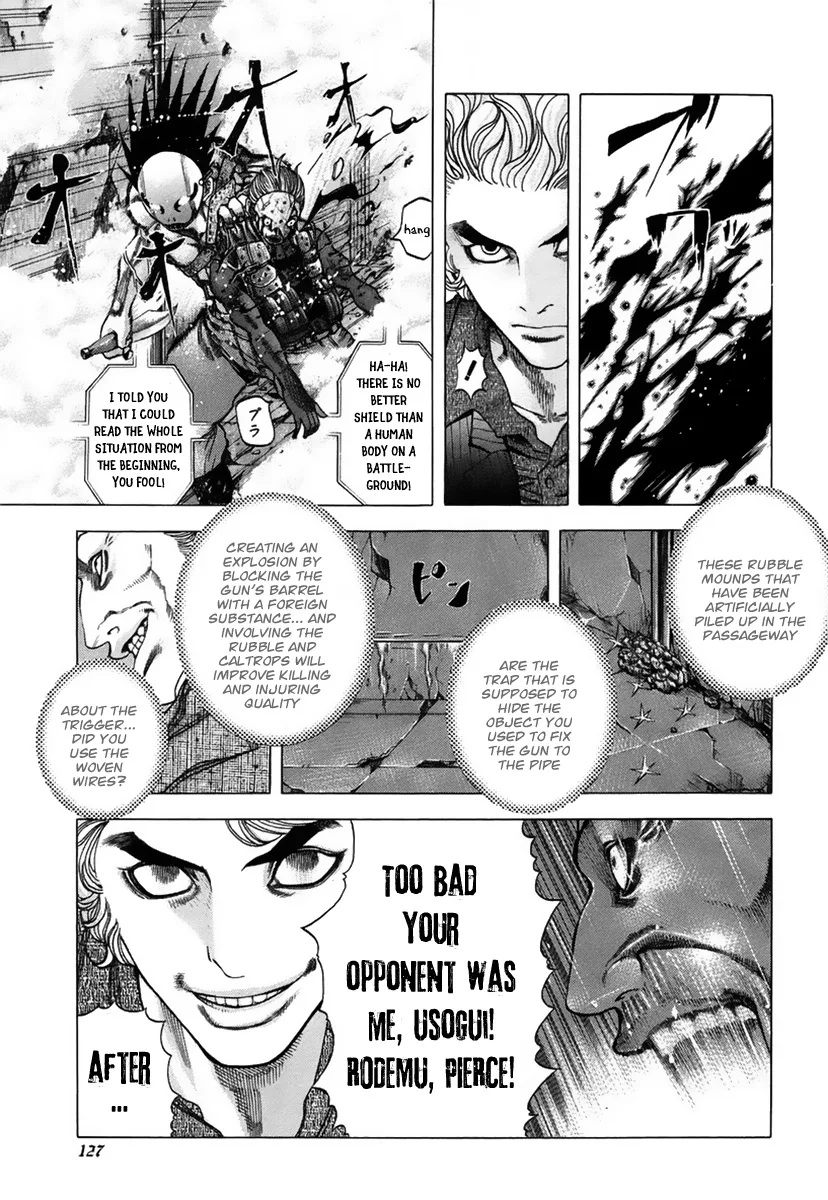 オ
オ
オ
オ
hang
HA-HA!
THERE IS NO
BETTER
SHIELD THAN
A HUMAN
BODY ON A
BATTLE-
GROUND!
ブラ
I TOLD YOU
THAT I COULD
READ THE WHOLE
SITUATION FROM
THE BEGINNING,
YOU FOOL!
!
THESE RUBBLE
MOUNDS THAT
HAVE BEEN
ARTIFICIALLY
PILED UP IN THE
PASSAGEWAY
ARE THE
TRAP THAT IS
SUPPOSED TO
HIDE THE
OBJECT YOU
USED TO FIX
THE GUN TO
THE PIPE
ピン
CREATING AN
EXPLOSION BY
BLOCKING THE
GUN'S BARREL
WITH A FOREIGN
SUBSTANCE... AND
INVOLVING THE
RUBBLE AND
CALTROPS WILL
IMPROVE KILLING
AND INJURING
QUALITY
ABOUT THE
TRIGGER...
DID YOU
USE THE
WOVEN
WIRES?
TOO BAD
YOUR
OPPONENT WAS
ME, USOGUI!
RODEMU, PIERCE!
AFTER
...
127